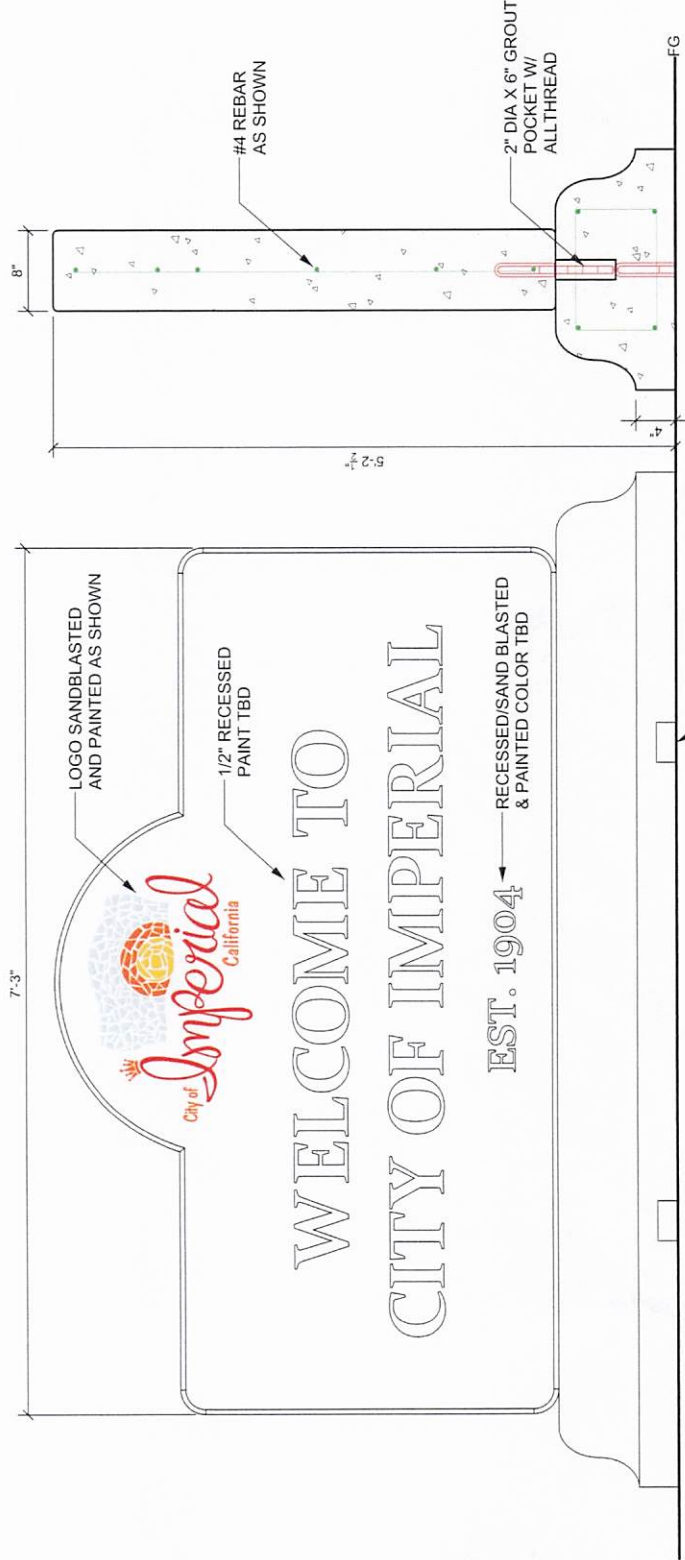 7'-3"
LOGO SANDBLASTED
AND PAINTED AS SHOWN
City of
Imperial
California
1/2" RECESSED
PAINT TBD
WELCOME TO
CITY OF IMPERIAL
EST. 1904
RECESSED/SAND BLASTED
& PAINTED COLOR TBD
8"
5'-2 1/2"
4"
#4 REBAR
AS SHOWN
2" DIA X 6" GROUT
POCKET W/
ALLTHREAD
FG